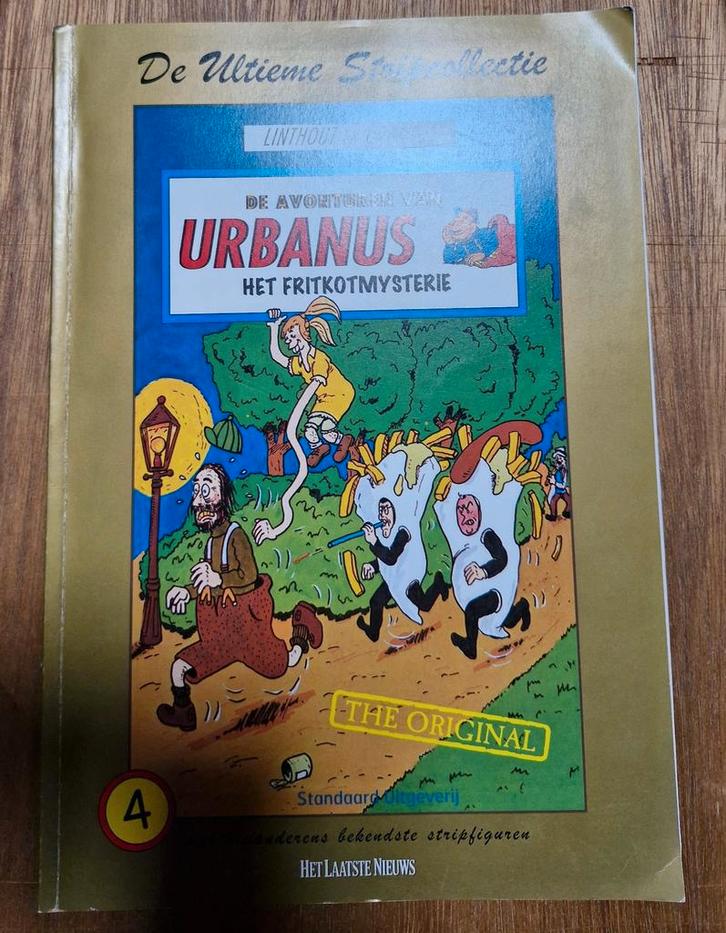 De Ultieme Stripcollectie
LINTHOUT
DE AVONTUREN VAN
URBANUS
HET FRITKOTMYSTERIE
THE ORIGINAL
Standaard Uitgeverij
4
bekendste stripfiguren
HET LAATSTE NIEUWS